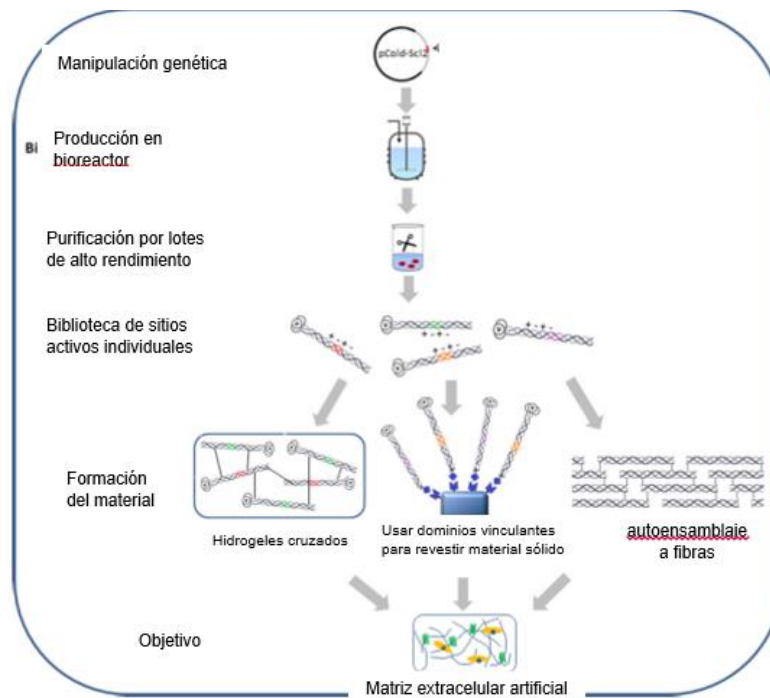 Manipulación genética
pCold-Scl2
Producción en
Bi
bioreactor
Purificación por lotes
de alto rendimiento
Biblioteca de sitios
activos individuales
Formación
del material
Hidrogeles cruzados
Usar dominios vinculantes
para revestir material sólido
autoensamblaje
a fibras
Objetivo
Matriz extracelular artificial